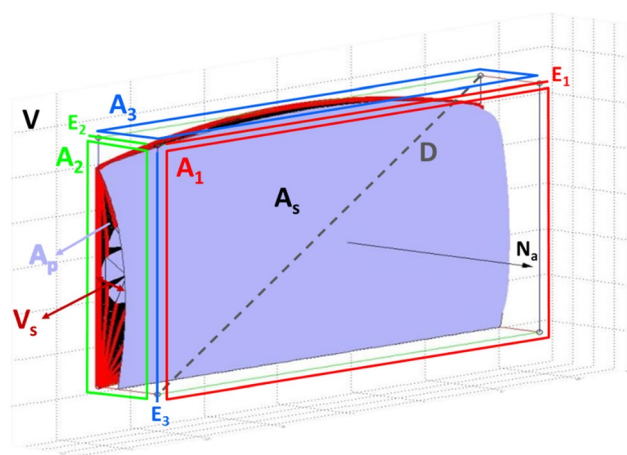 V
A₃
E₁
E₂
A₂
A₁
D
Aₛ
Aₚ
Nₐ
Vₛ
E₃